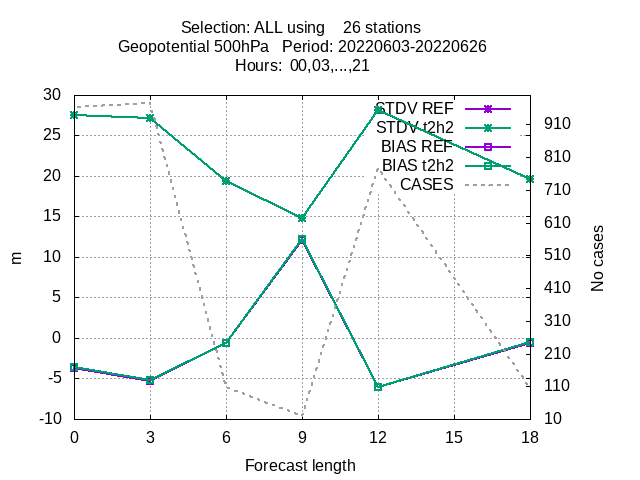 Selection: ALL using    26 stations
Geopotential 500hPa   Period: 20220603-20220626
Hours:  00,03,...,21
30
25
20
15
10
5
0
-5
-10
m
STDV REF
STDV t2h2
BIAS REF
BIAS t2h2
CASES
910
810
710
610
510
410
310
210
110
10
No cases
0 3 6 9 12 15 18
Forecast length